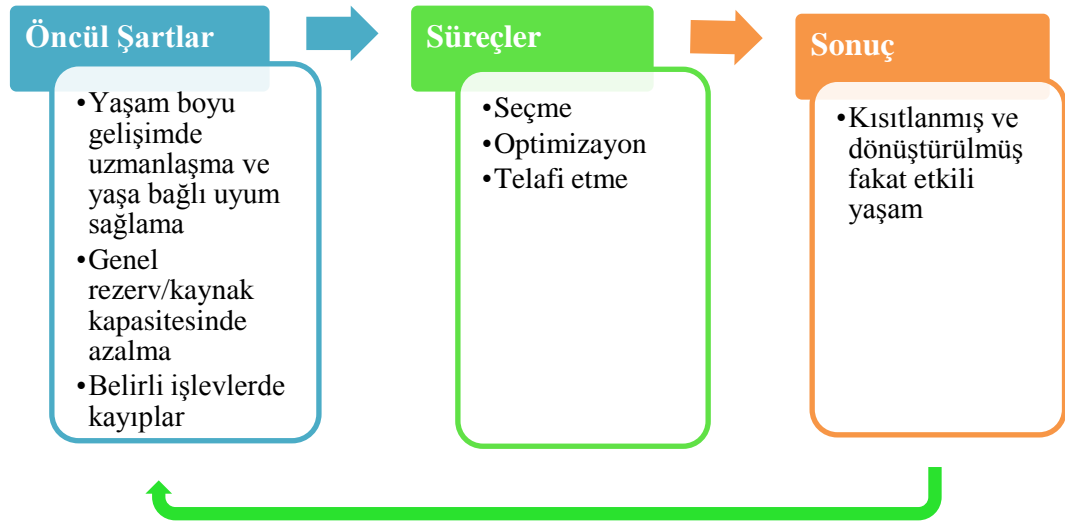 Öncül Şartlar
•Yaşam boyu
gelişimde
uzmanlaşma ve
yaşa bağlı uyum
sağlama
•Genel
rezerv/kaynak
kapasitesinde
azalma
•Belirli işlevlerde
kayıplar
Süreçler
•Seçme
•Optimizayon
•Telafi etme
Sonuç
•Kısıtlanmış ve
dönüştürülmüş
fakat etkili
yaşam